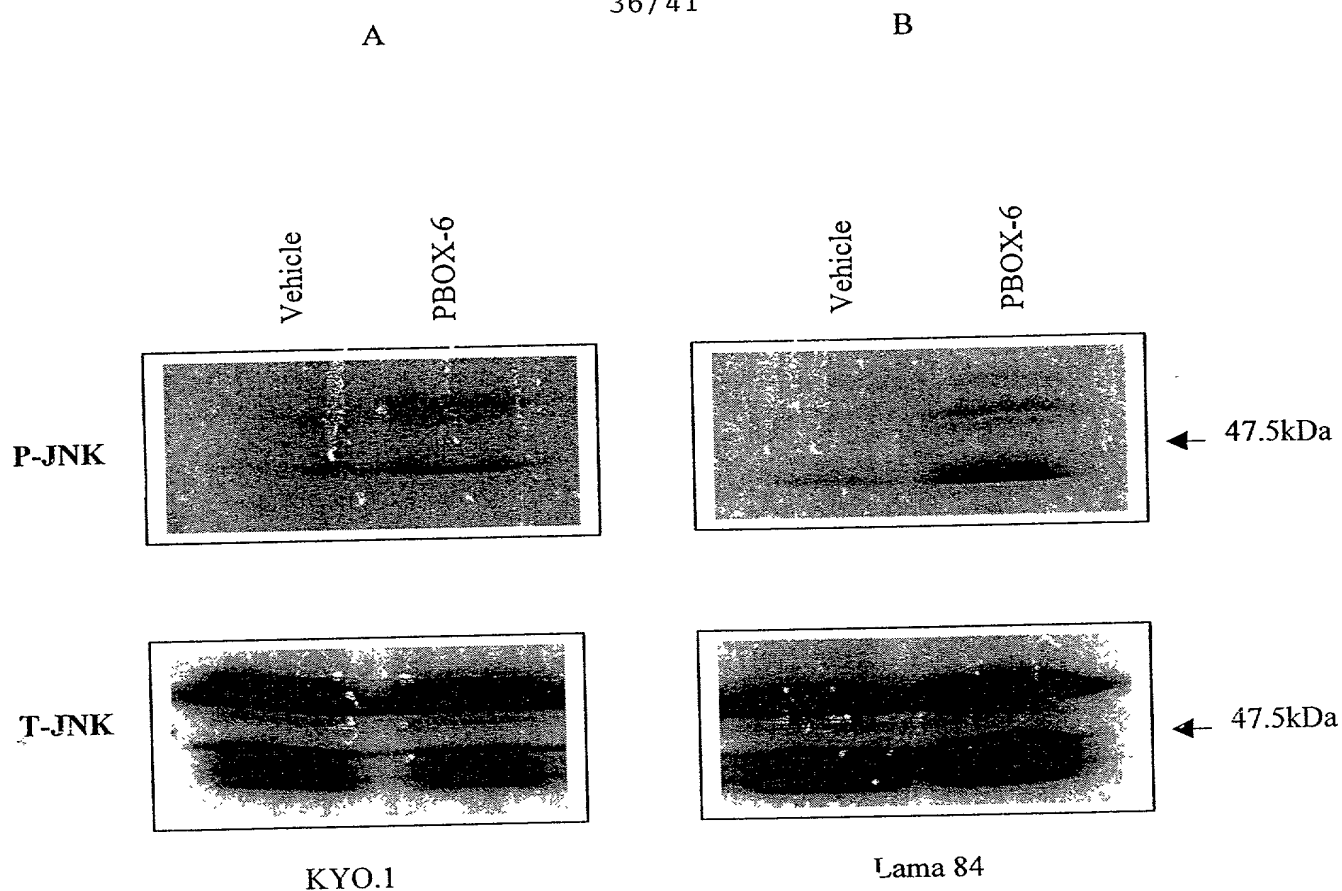 36/41
A
B
Vehicle
PBOX-6
Vehicle
PBOX-6
P-JNK
47.5kDa
T-JNK
47.5kDa
KYO.1
Lama 84